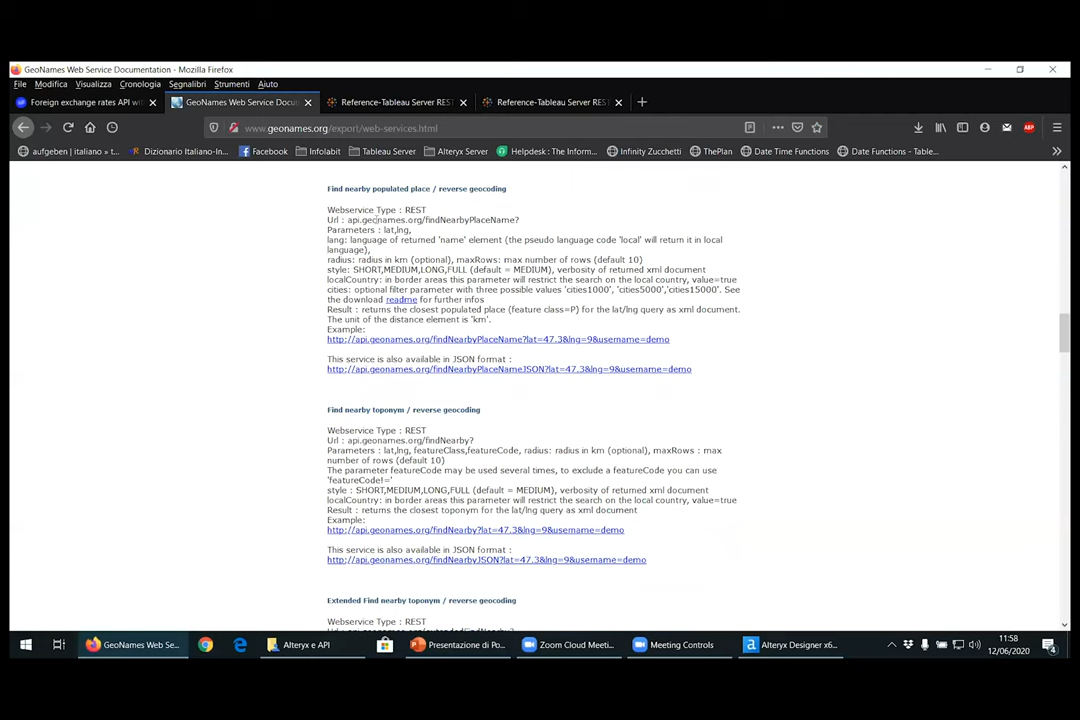 GeoNames Web Service Documentation - Mozilla Firefox
File Modifica Visualizza Cronologia Segnalibri Strumenti Aiuto
Foreign exchange rates API wit
GeoNames Web Service Docum
Reference-Tableau Server REST
Reference-Tableau Server REST
www.geonames.org/export/web-services.html
ABP
aufgeben | italiano » t...
Dizionario Italiano-In...
Facebook
Infolabit
Tableau Server
Alteryx Server
Helpdesk : The Inform...
Infinity Zucchetti
ThePlan
Date Time Functions
Date Functions - Table...
Find nearby populated place / reverse geocoding
Webservice Type : REST
Url : api.geonames.org/findNearbyPlaceName?
Parameters : lat,lng,
lang: language of returned 'name' element (the pseudo language code 'local' will return it in local
language),
radius: radius in km (optional), maxRows: max number of rows (default 10)
style: SHORT,MEDIUM,LONG,FULL (default = MEDIUM), verbosity of returned xml document
localCountry: in border areas this parameter will restrict the search on the local country, value=true
cities: optional filter parameter with three possible values 'cities1000', 'cities5000','cities15000'. See
the download readme for further infos
Result : returns the closest populated place (feature class=P) for the lat/lng query as xml document.
The unit of the distance element is 'km'.
Example:
http://api.geonames.org/findNearbyPlaceName?lat=47.3&lng=9&username=demo
This service is also available in JSON format :
http://api.geonames.org/findNearbyPlaceNameJSON?lat=47.3&lng=9&username=demo
Find nearby toponym / reverse geocoding
Webservice Type : REST
Url : api.geonames.org/findNearby?
Parameters : lat,lng, featureClass,featureCode, radius: radius in km (optional), maxRows : max
number of rows (default 10)
The parameter featureCode may be used several times, to exclude a featureCode you can use
'featureCode!='
style : SHORT,MEDIUM,LONG,FULL (default = MEDIUM), verbosity of returned xml document
localCountry: in border areas this parameter will restrict the search on the local country, value=true
Result : returns the closest toponym for the lat/lng query as xml document
Example:
http://api.geonames.org/findNearby?lat=47.3&lng=9&username=demo
This service is also available in JSON format :
http://api.geonames.org/findNearbyJSON?lat=47.3&lng=9&username=demo
Extended Find nearby toponym / reverse geocoding
Webservice Type : REST
Url : api.geonames.org/extendedFindNearby?
GeoNames Web Se...
Alteryx e API
Presentazione di Po...
Zoom Cloud Meeti...
Meeting Controls
Alteryx Designer x6...
11:58
12/06/2020
4